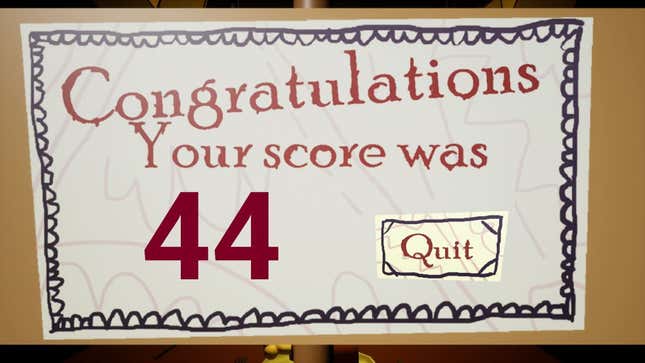 Congratulations
Your score was
44
Quit